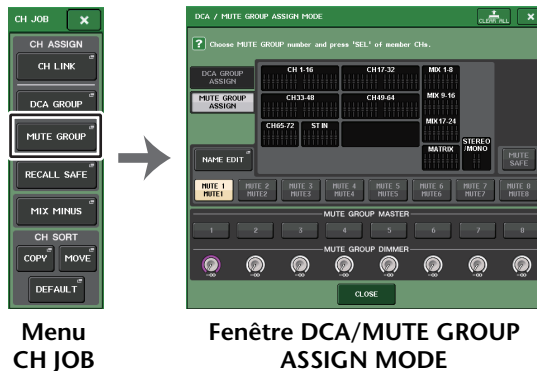 CH JOB
CH ASSIGN
CH LINK
DCA GROUP
MUTE GROUP
RECALL SAFE
MIX MINUS
CH SORT
COPY MOVE
DEFAULT
Menu
CH JOB
DCA / MUTE GROUP ASSIGN MODE
CLEAR ALL
? Choose MUTE GROUP number and press 'SEL' of member CHs.
DCA GROUP
ASSIGN
MUTE GROUP
ASSIGN
NAME EDIT
CH 1-16 CH17-32 MIX 1-8
CH33-48 CH49-64 MIX 9-16
CH65-72 ST IN MIX17-24
MATRIX
STEREO
/MONO
MUTE
SAFE
MUTE 1 MUTE 2 MUTE 3 MUTE 4 MUTE 5 MUTE 6 MUTE 7 MUTE 8
MUTE1 MUTE2 MUTE3 MUTE4 MUTE5 MUTE6 MUTE7 MUTE8
MUTE GROUP MASTER
1 2 3 4 5 6 7 8
MUTE GROUP DIMMER
-∞ -∞ -∞ -∞ -∞ -∞ -∞ -∞
CLOSE
Fenêtre DCA/MUTE GROUP
ASSIGN MODE